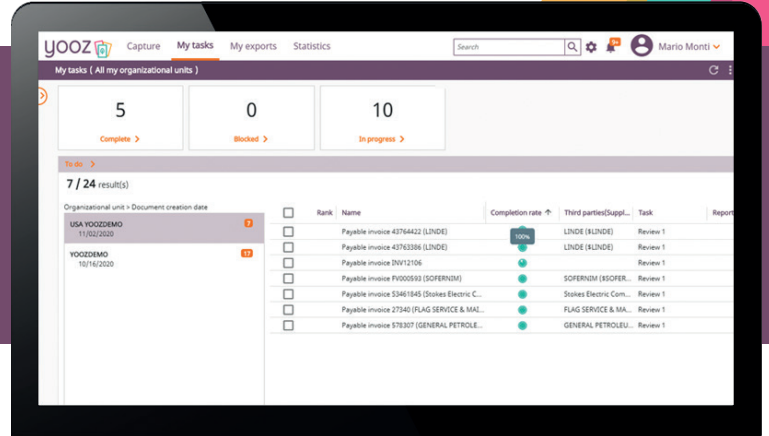 yooz Capture My tasks My exports Statistics Search 9+ Mario Monti
My tasks ( All my organizational units )
5 0 10
Complete > Blocked > In progress >
To do >
7 / 24 result(s)
Organizational unit > Document creation date
USA YOOZDEMO 7
11/02/2020
YOOZDEMO 17
10/16/2020
Rank Name Completion rate Third parties(Suppl... Task Report
Payable invoice 43764422 (LINDE) LINDE ($LINDE) Review 1
100%
Payable invoice 43763386 (LINDE) LINDE ($LINDE) Review 1
Payable invoice INV12106 Review 1
Payable invoice FV000593 (SOFERNIM) SOFERNIM ($SOFER... Review 1
Payable invoice 53461845 (Stokes Electric C... Stokes Electric Com... Review 1
Payable invoice 27340 (FLAG SERVICE & MAI... FLAG SERVICE & MA... Review 1
Payable invoice 578307 (GENERAL PETROLE... GENERAL PETROLEU... Review 1